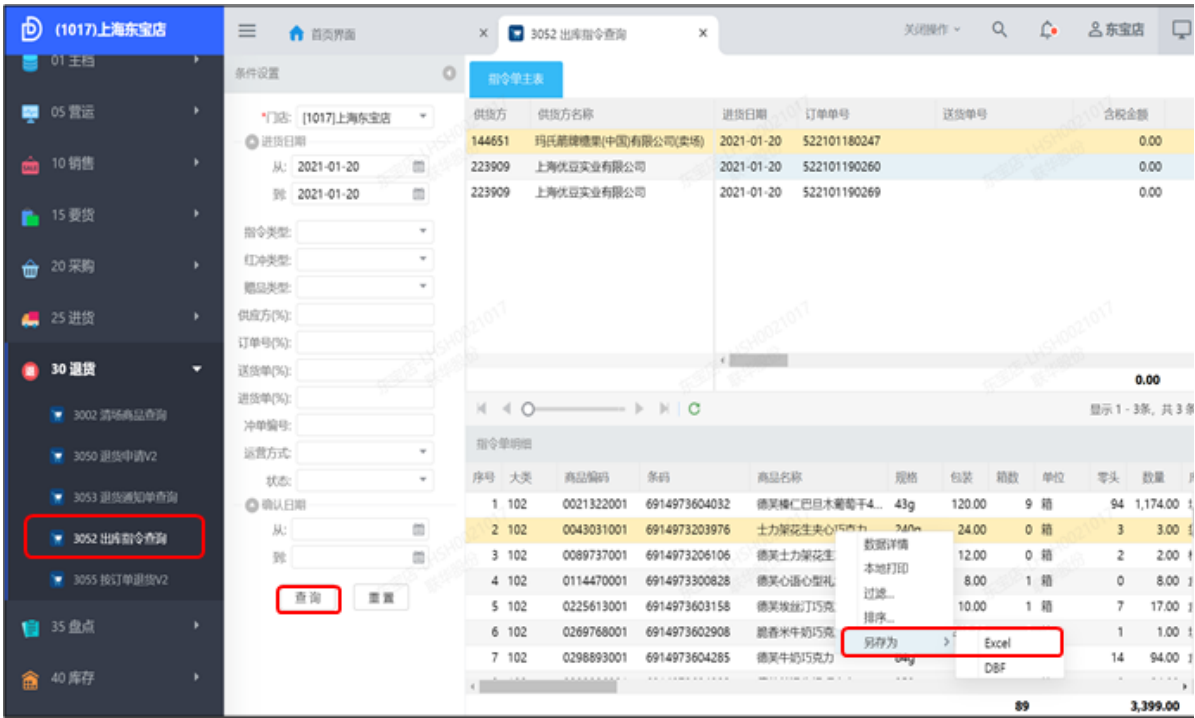 (1017)上海东宝店
首页界面
3052 出库指令查询
关闭操作
东宝店
01 主档
05 营运
10 销售
15 要货
20 采购
25 进货
30 退货
3002 清场商品查询
3050 退货申请V2
3053 退货通知单查询
3052 出库指令查询
3055 按订单退货V2
35 盘点
40 库存
条件设置
*门店: [1017]上海东宝店
进货日期
从: 2021-01-20
到: 2021-01-20
指令类型:
红冲类型:
赠品类型:
供应方(%):
订单号(%):
送货单(%):
进货单(%):
冲单编号:
运营方式:
状态:
确认日期
从:
到:
查询 重置
指令单主表
供货方 供货方名称 进货日期 订单单号 送货单号 含税金额
144651 玛氏箭牌糖果(中国)有限公司(卖场) 2021-01-20 522101180247 0.00
223909 上海优豆实业有限公司 2021-01-20 522101190260 0.00
223909 上海优豆实业有限公司 2021-01-20 522101190269 0.00
0.00
显示 1 - 3条, 共 3 条
指令单明细
序号 大类 商品编码 条码 商品名称 规格 包装 箱数 单位 零头 数量
1 102 0021322001 6914973604032 德芙榛仁巴旦木葡萄干4... 43g 120.00 9 箱 94 1,174.00
2 102 0043031001 6914973203976 士力架花生夹心巧克力 240g 24.00 0 箱 3 3.00
3 102 0089737001 6914973206106 德芙士力架花生 12.00 0 箱 2 2.00
4 102 0114470001 6914973300828 德芙心语心型礼 8.00 1 箱 0 8.00
5 102 0225613001 6914973603158 德芙埃丝汀巧克 10.00 1 箱 7 17.00
6 102 0269768001 6914973602908 脆香米牛奶巧克 1 1.00
7 102 0298893001 6914973604285 德芙牛奶巧克力 84g 14 94.00
89 3,399.00
数据详情
本地打印
过滤...
排序...
另存为
Excel
DBF